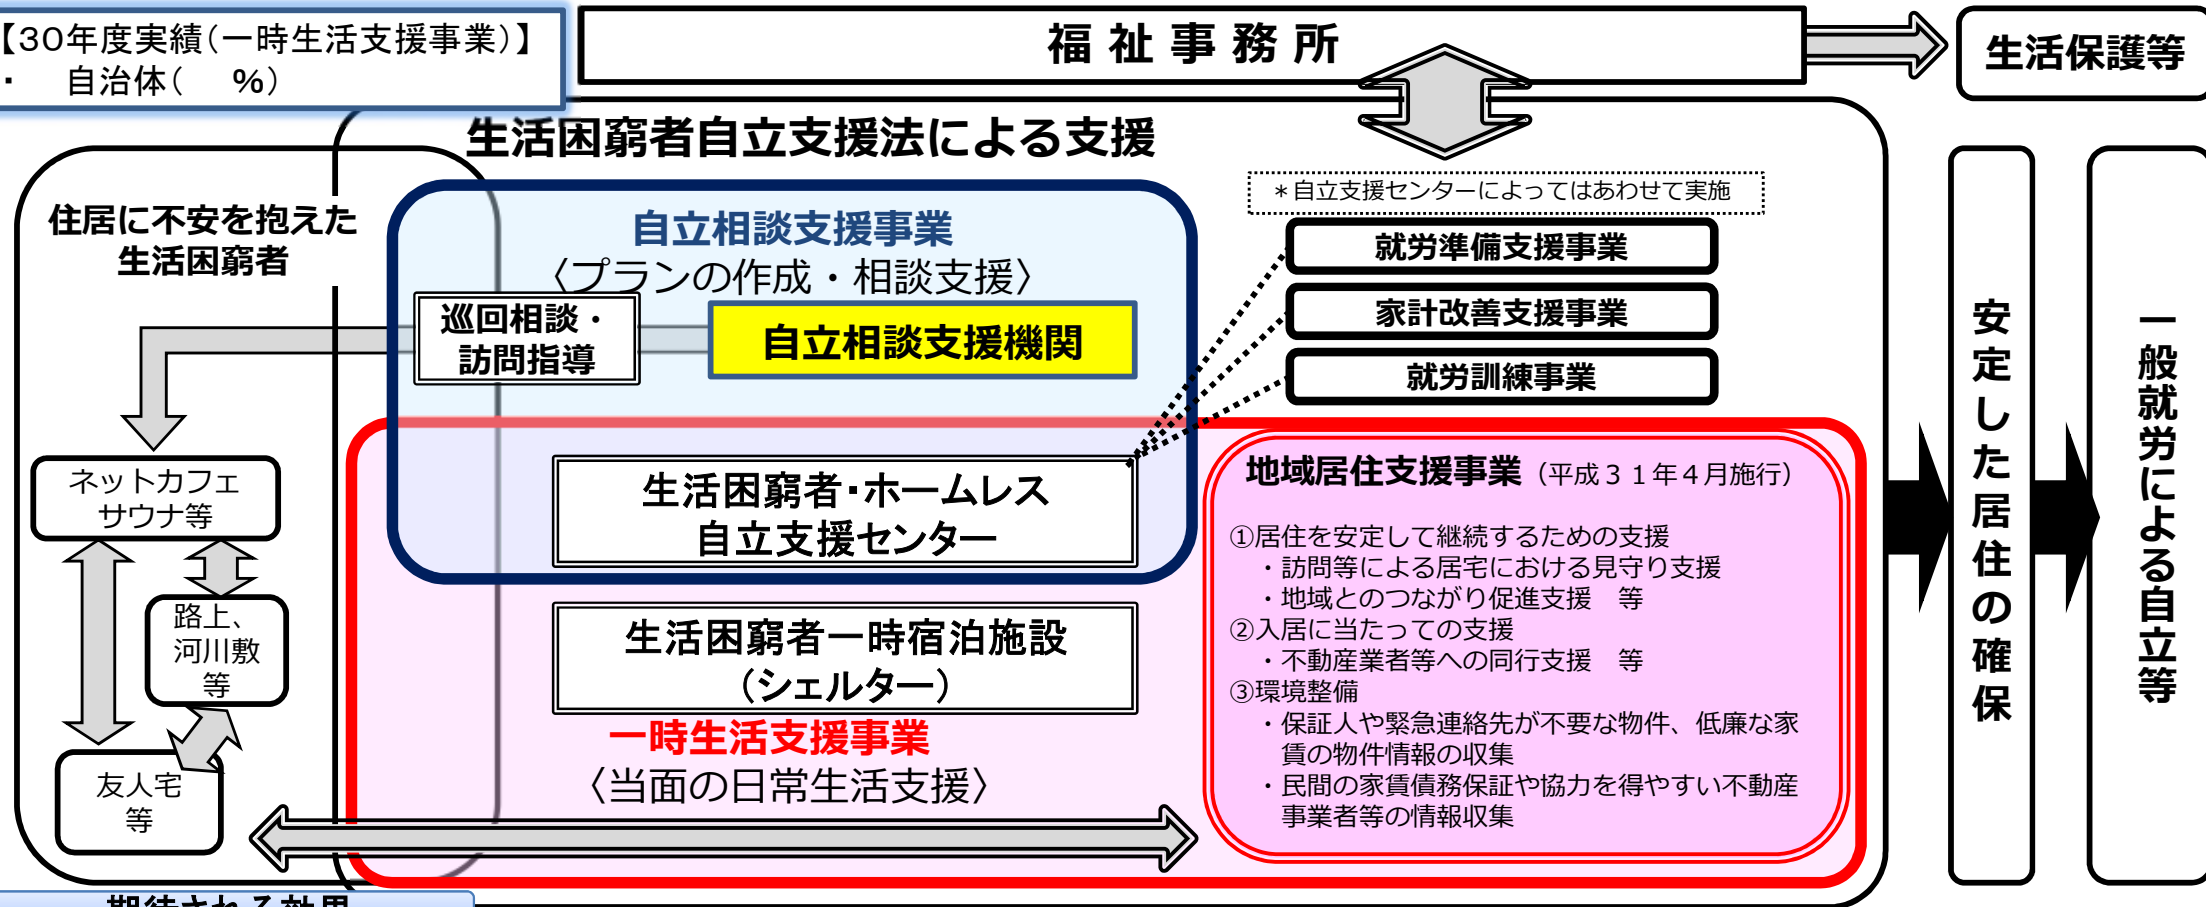 【30年度実績(一時生活支援事業)】
・　自治体(　　%)
福祉事務所
生活保護等
生活困窮者自立支援法による支援
住居に不安を抱えた
生活困窮者
自立相談支援事業
〈プランの作成・相談支援〉
巡回相談・
訪問指導
自立相談支援機関
＊自立支援センターによってはあわせて実施
就労準備支援事業
家計改善支援事業
就労訓練事業
ネットカフェ
サウナ等
路上、
河川敷
等
友人宅
等
生活困窮者・ホームレス
自立支援センター
生活困窮者一時宿泊施設
(シェルター)
一時生活支援事業
〈当面の日常生活支援〉
地域居住支援事業（平成３１年４月施行）
①居住を安定して継続するための支援
・訪問等による居宅における見守り支援
・地域とのつながり促進支援　等
②入居に当たっての支援
・不動産業者等への同行支援　等
③環境整備
・保証人や緊急連絡先が不要な物件、低廉な家
賃の物件情報の収集
・民間の家賃債務保証や協力を得やすい不動産
事業者等の情報収集
安定した居住の確保
一般就労による自立等
期待される効果